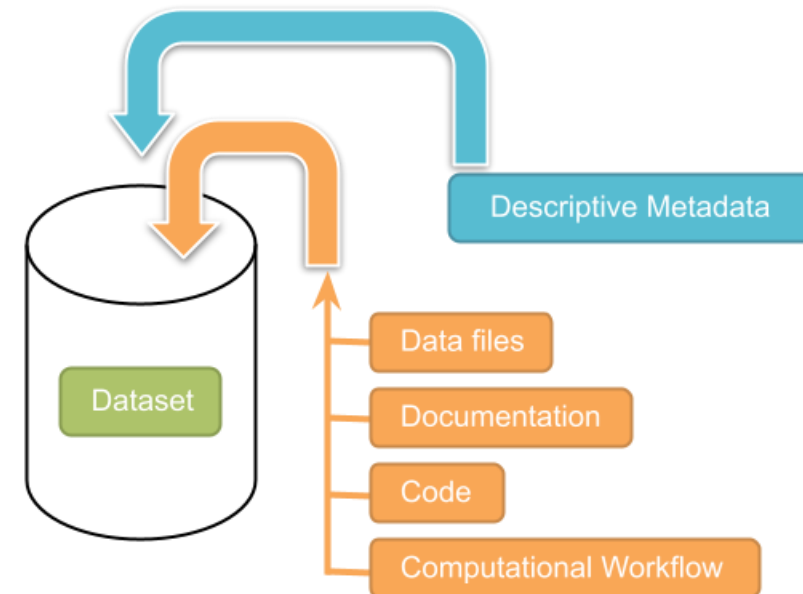 Descriptive Metadata
Data files
Dataset
Documentation
Code
Computational Workflow